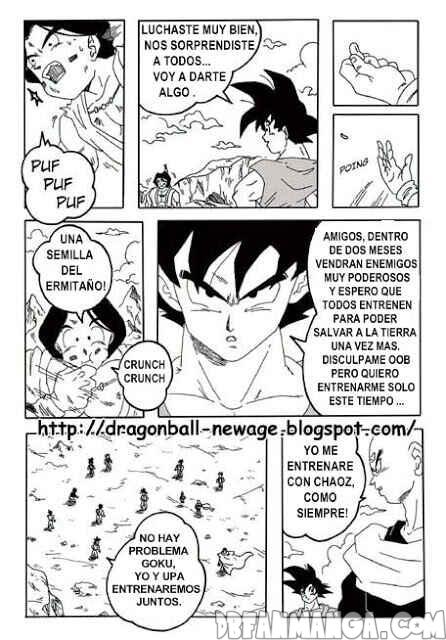 PUF
PUF
PUF
LUCHASTE MUY BIEN,
NOS SORPRENDISTE
A TODOS...
VOY A DARTE
ALGO .
POING
UNA
SEMILLA
DEL
ERMITAÑO!
CRUNCH
CRUNCH
AMIGOS, DENTRO
DE DOS MESES
VENDRAN ENEMIGOS
MUY PODEROSOS
Y ESPERO QUE
TODOS ENTRENEN
PARA PODER
SALVAR A LA TIERRA
UNA VEZ MAS.
DISCULPAME OOB
PERO QUIERO
ENTRENARME SOLO
ESTE TIEMPO ...
http://dragonball-newage.blogspot.com/
NO HAY
PROBLEMA
GOKU,
YO Y UPA
ENTRENAREMOS
JUNTOS.
YO ME
ENTRENARE
CON CHAOZ,
COMO
SIEMPRE!
DBFANMANGA.COM